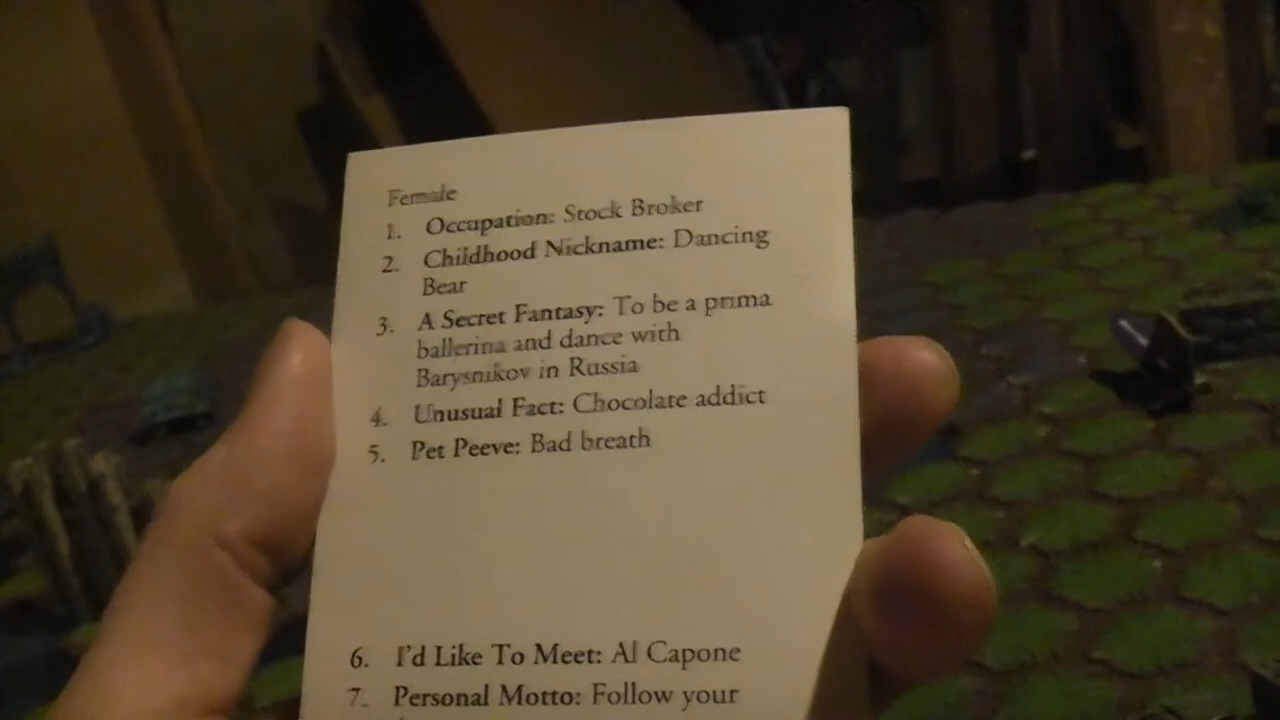 Female
1. Occupation: Stock Broker
2. Childhood Nickname: Dancing
Bear
3. A Secret Fantasy: To be a prima
ballerina and dance with
Barysnikov in Russia
4. Unusual Fact: Chocolate addict
5. Pet Peeve: Bad breath
6. I'd Like To Meet: Al Capone
7. Personal Motto: Follow your